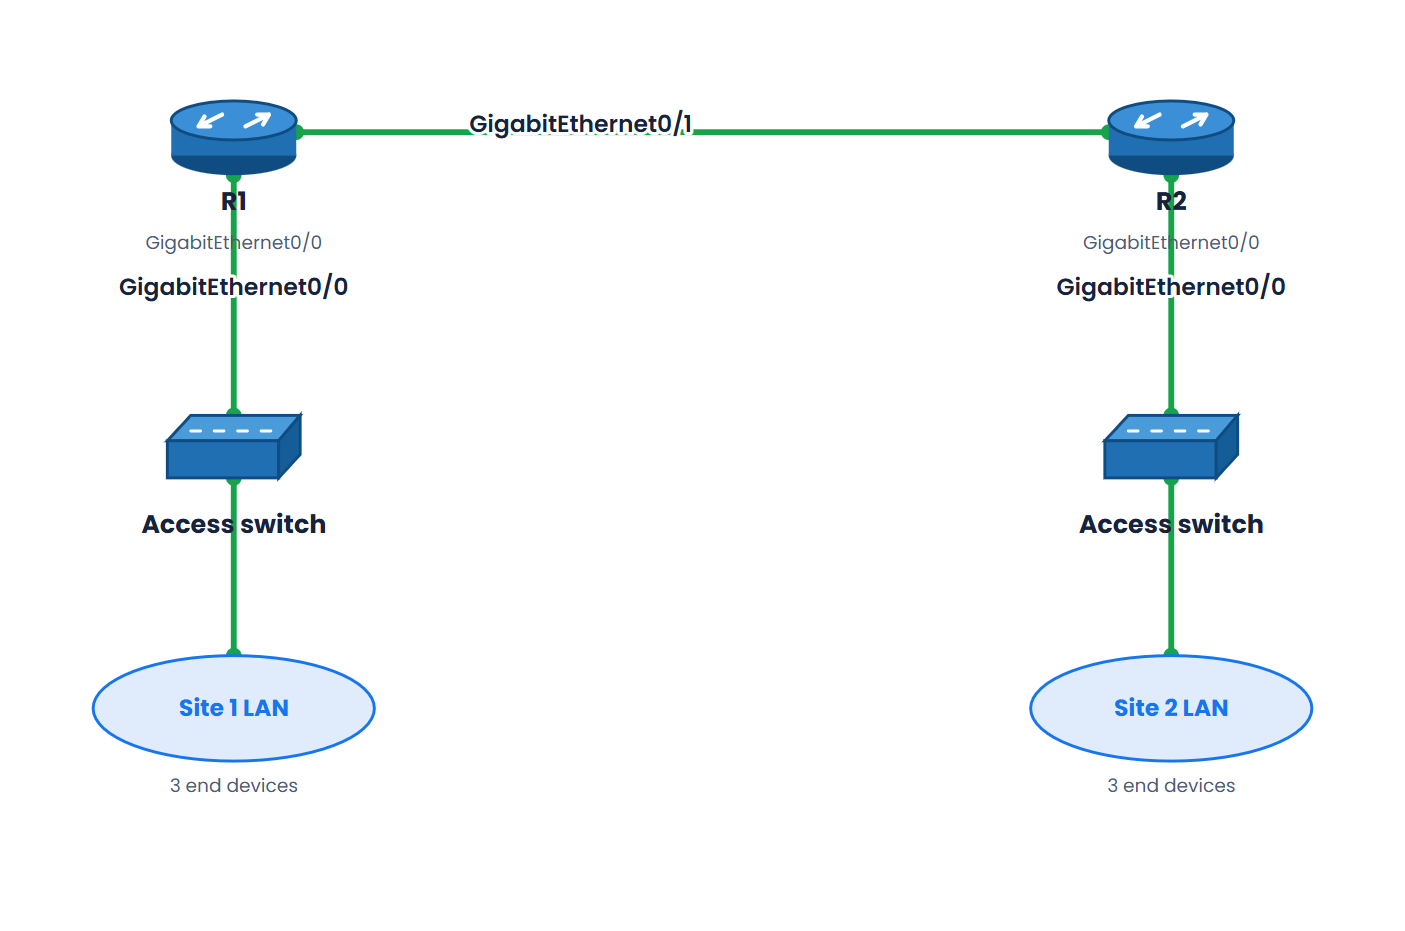 GigabitEthernet0/1
R1
R2
GigabitEthernet0/0
GigabitEthernet0/0
GigabitEthernet0/0
GigabitEthernet0/0
Access switch
Access switch
Site 1 LAN
Site 2 LAN
3 end devices
3 end devices